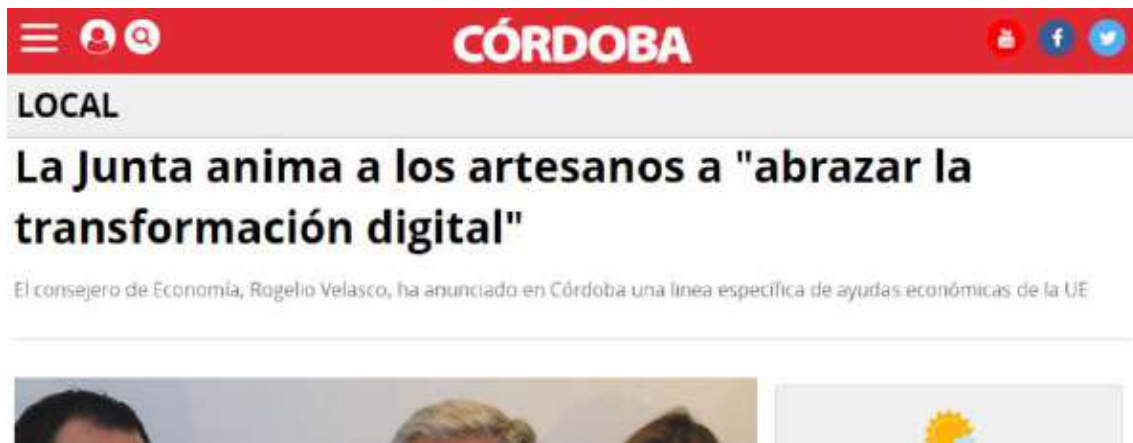 CÓRDOBA
LOCAL
La Junta anima a los artesanos a "abrazar la
transformación digital"
El consejero de Economía, Rogelio Velasco, ha anunciado en Córdoba una línea específica de ayudas económicas de la UE